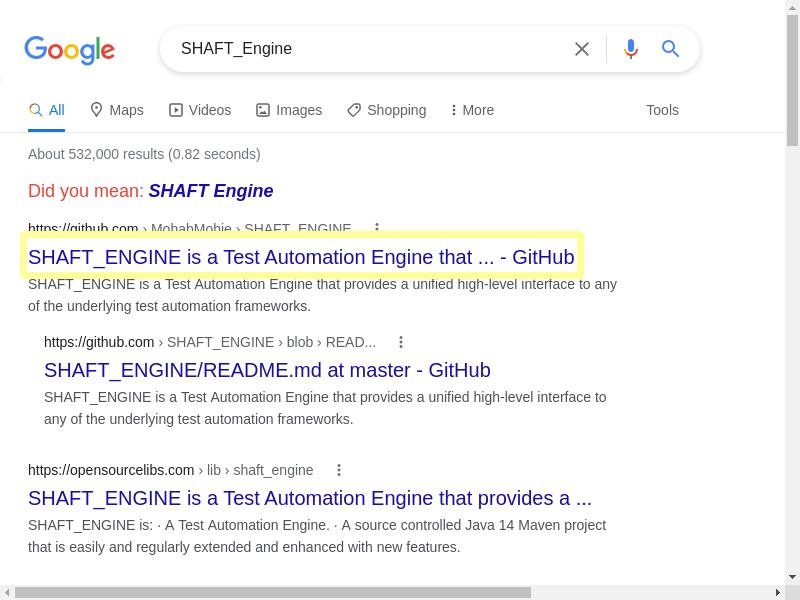 Google
SHAFT_Engine
All Maps Videos Images Shopping More Tools
About 532,000 results (0.82 seconds)
Did you mean: SHAFT Engine
https://github.com › MohabMohie › SHAFT_ENGINE
SHAFT_ENGINE is a Test Automation Engine that ... - GitHub
SHAFT_ENGINE is a Test Automation Engine that provides a unified high-level interface to any
of the underlying test automation frameworks.
https://github.com › SHAFT_ENGINE › blob › READ...
SHAFT_ENGINE/README.md at master - GitHub
SHAFT_ENGINE is a Test Automation Engine that provides a unified high-level interface to
any of the underlying test automation frameworks.
https://opensourcelibs.com › lib › shaft_engine
SHAFT_ENGINE is a Test Automation Engine that provides a ...
SHAFT_ENGINE is: · A Test Automation Engine. · A source controlled Java 14 Maven project
that is easily and regularly extended and enhanced with new features.